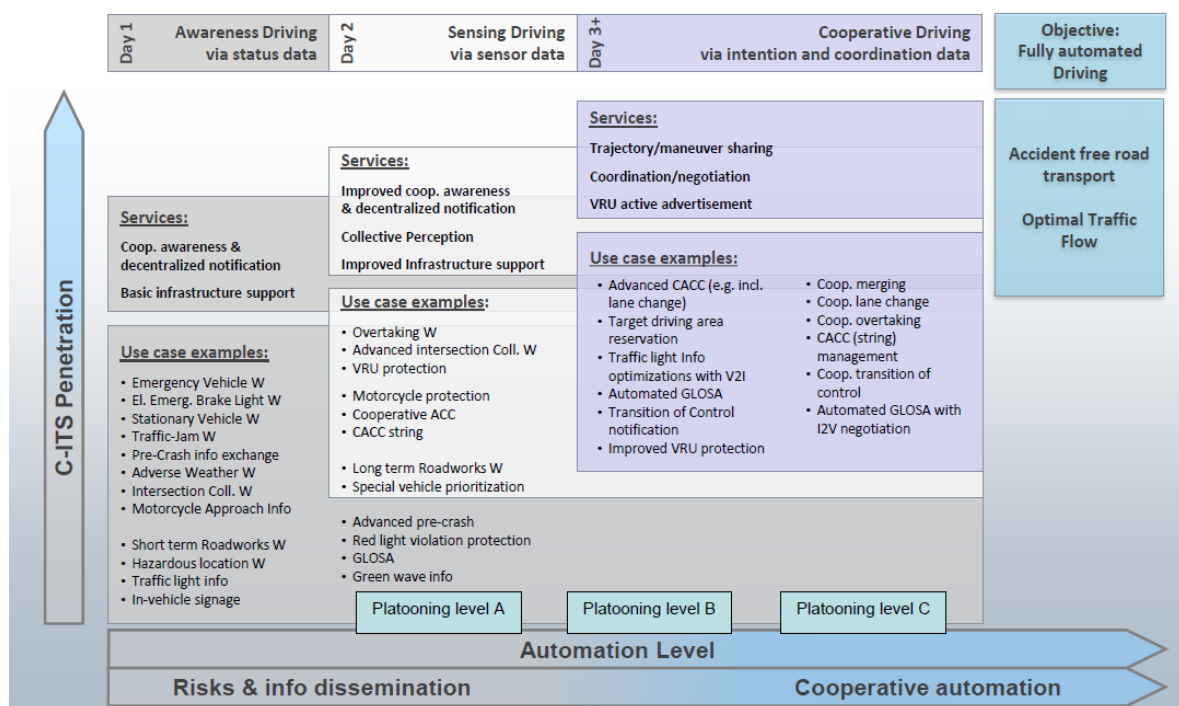 Day 1
Awareness Driving
via status data
Day 2
Sensing Driving
via sensor data
Day 3+
Cooperative Driving
via intention and coordination data
Objective:
Fully automated
Driving
C-ITS Penetration
Services:
Coop. awareness &
decentralized notification
Basic infrastructure support
Use case examples:
• Emergency Vehicle W
• El. Emerg. Brake Light W
• Stationary Vehicle W
• Traffic-Jam W
• Pre-Crash info exchange
• Adverse Weather W
• Intersection Coll. W
• Motorcycle Approach Info
• Short term Roadworks W
• Hazardous location W
• Traffic light info
• In-vehicle signage
Services:
Improved coop. awareness
& decentralized notification
Collective Perception
Improved Infrastructure support
Use case examples:
• Overtaking W
• Advanced intersection Coll. W
• VRU protection
• Motorcycle protection
• Cooperative ACC
• CACC string
• Long term Roadworks W
• Special vehicle prioritization
• Advanced pre-crash
• Red light violation protection
• GLOSA
• Green wave info
Services:
Trajectory/maneuver sharing
Coordination/negotiation
VRU active advertisement
Use case examples:
• Advanced CACC (e.g. incl.
lane change)
• Target driving area
reservation
• Traffic light Info
optimizations with V2I
• Automated GLOSA
• Transition of Control
notification
• Improved VRU protection
• Coop. merging
• Coop. lane change
• Coop. overtaking
• CACC (string)
management
• Coop. transition of
control
• Automated GLOSA with
I2V negotiation
Accident free road
transport
Optimal Traffic
Flow
Platooning level A
Platooning level B
Platooning level C
Automation Level
Risks & info dissemination
Cooperative automation